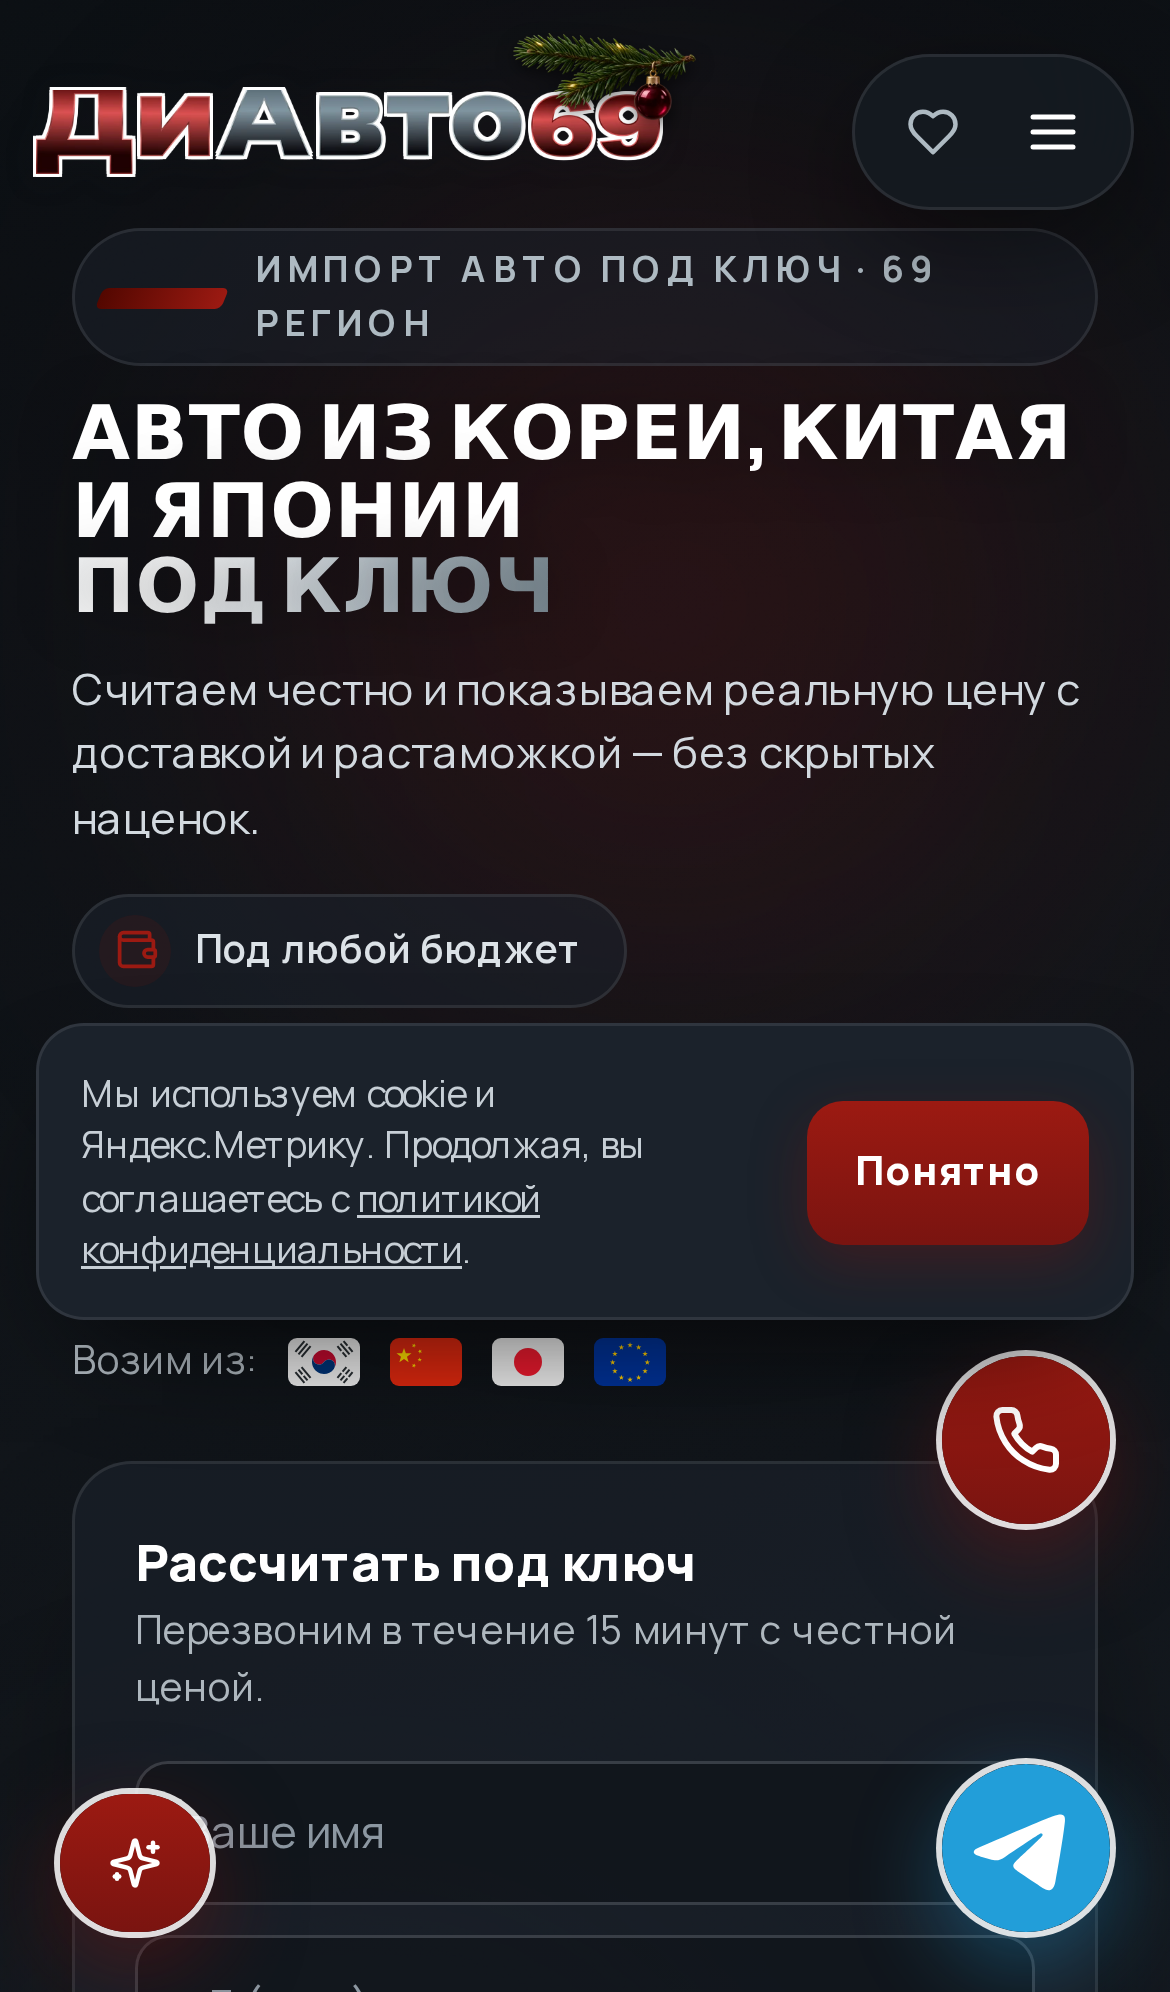 ДиАвто69
ИМПОРТ АВТО ПОД КЛЮЧ · 69
РЕГИОН
АВТО ИЗ КОРЕИ, КИТАЯ
И ЯПОНИИ
ПОД КЛЮЧ
Считаем честно и показываем реальную цену с
доставкой и растаможкой — без скрытых
наценок.
Под любой бюджет
Мы используем cookie и
Яндекс.Метрику. Продолжая, вы
соглашаетесь с политикой
конфиденциальности.
Понятно
Возим из:
Рассчитать под ключ
Перезвоним в течение 15 минут с честной
ценой.
Ваше имя